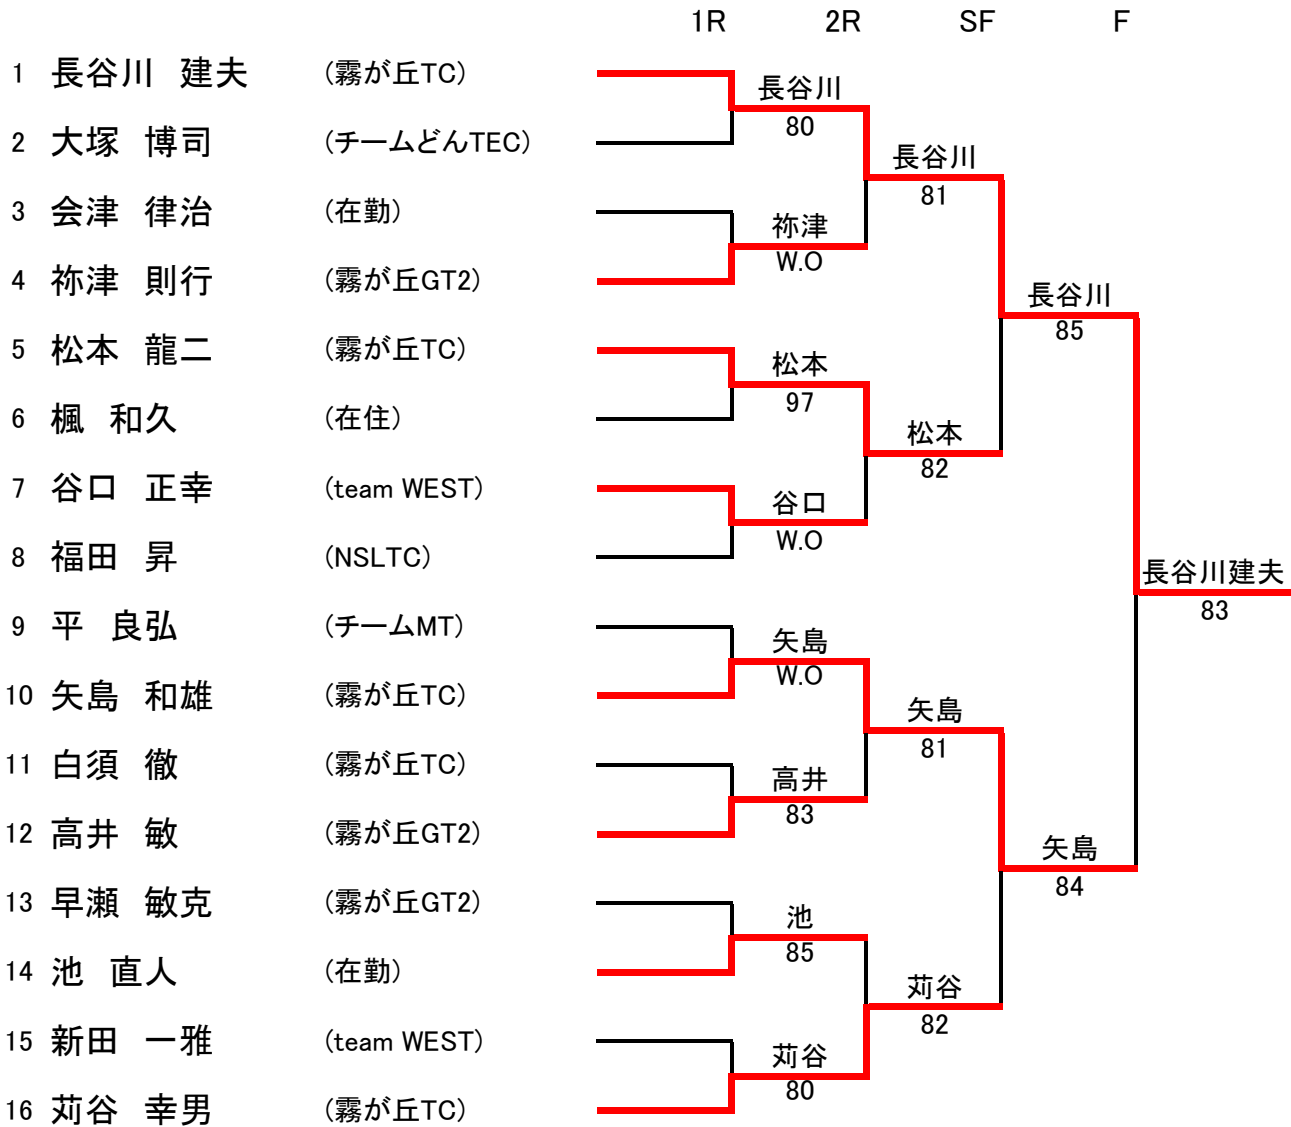 1R 2R SF F
1 長谷川 建夫 (霧が丘TC)
長谷川
80
2 大塚 博司 (チームどんTEC)
長谷川
81
3 会津 律治 (在勤)
祢津
W.O
4 祢津 則行 (霧が丘GT2)
長谷川
85
5 松本 龍二 (霧が丘TC)
松本
97
6 楓 和久 (在住)
松本
82
7 谷口 正幸 (team WEST)
谷口
W.O
8 福田 昇 (NSLTC)
長谷川建夫
83
9 平 良弘 (チームMT)
矢島
W.O
10 矢島 和雄 (霧が丘TC)
矢島
81
11 白須 徹 (霧が丘TC)
高井
83
12 高井 敏 (霧が丘GT2)
矢島
84
13 早瀬 敏克 (霧が丘GT2)
池
85
14 池 直人 (在勤)
苅谷
82
15 新田 一雅 (team WEST)
苅谷
80
16 苅谷 幸男 (霧が丘TC)